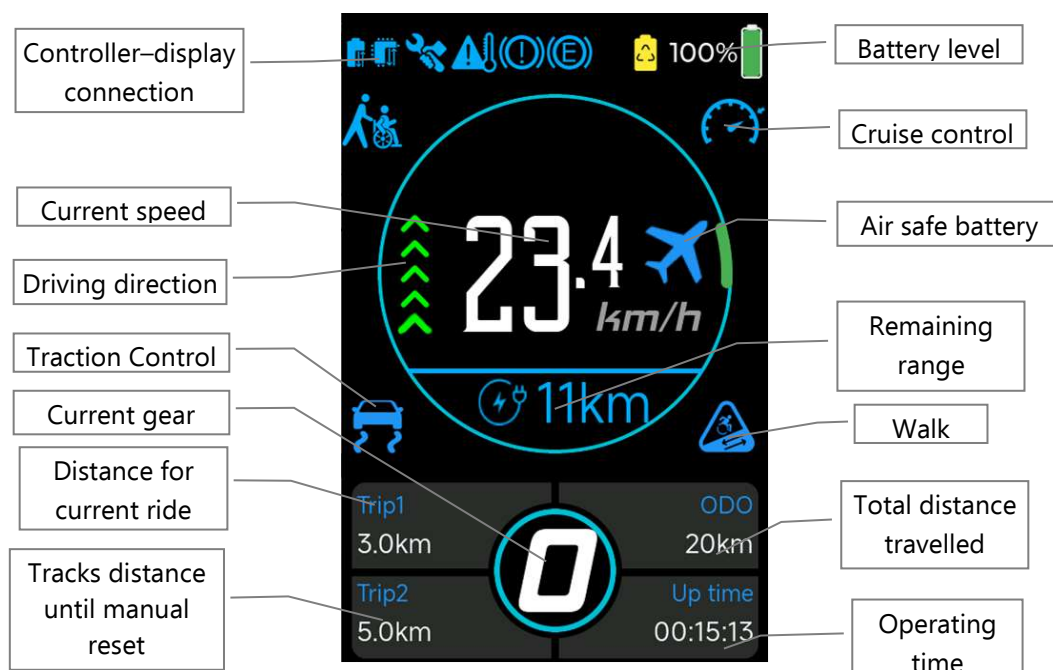 Controller–display
connection
100%
Battery level
Cruise control
Current speed
23.4
km/h
Air safe battery
Driving direction
Traction Control
Remaining
range
11km
Current gear
Walk
Distance for
current ride
Trip1
3.0km
ODO
20km
Total distance
travelled
0
Tracks distance
until manual
reset
Trip2
5.0km
Up time
00:15:13
Operating
time
E